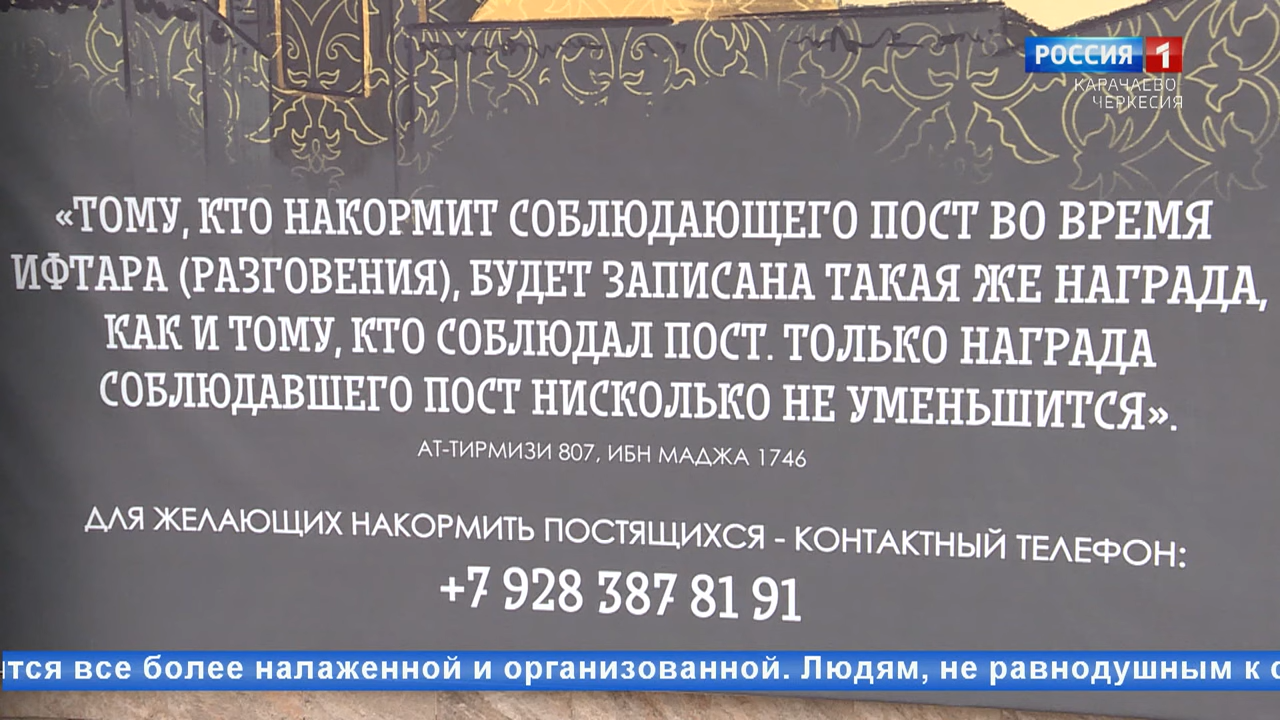 РОССИЯ 1
КАРАЧАЕВО
ЧЕРКЕСИЯ
«ТОМУ, КТО НАКОРМИТ СОБЛЮДАЮЩЕГО ПОСТ ВО ВРЕМЯ
ИФТАРА (РАЗГОВЕНИЯ), БУДЕТ ЗАПИСАНА ТАКАЯ ЖЕ НАГРАДА,
КАК И ТОМУ, КТО СОБЛЮДАЛ ПОСТ. ТОЛЬКО НАГРАДА
СОБЛЮДАВШЕГО ПОСТ НИСКОЛЬКО НЕ УМЕНЬШИТСЯ».
АТ-ТИРМИЗИ 807, ИБН МАДЖА 1746
ДЛЯ ЖЕЛАЮЩИХ НАКОРМИТЬ ПОСТЯЩИХСЯ - КОНТАКТНЫЙ ТЕЛЕФОН:
+7 928 387 81 91
все более налаженной и организованной. Людям, не равнодушным к